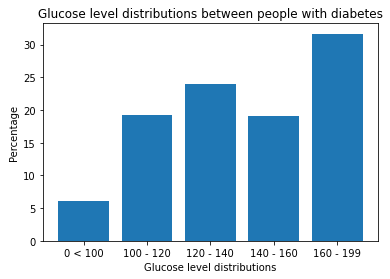 Glucose level distributions between people with diabetes
Percentage
30
25
20
15
10
5
0
0 < 100 100 - 120 120 - 140 140 - 160 160 - 199
Glucose level distributions